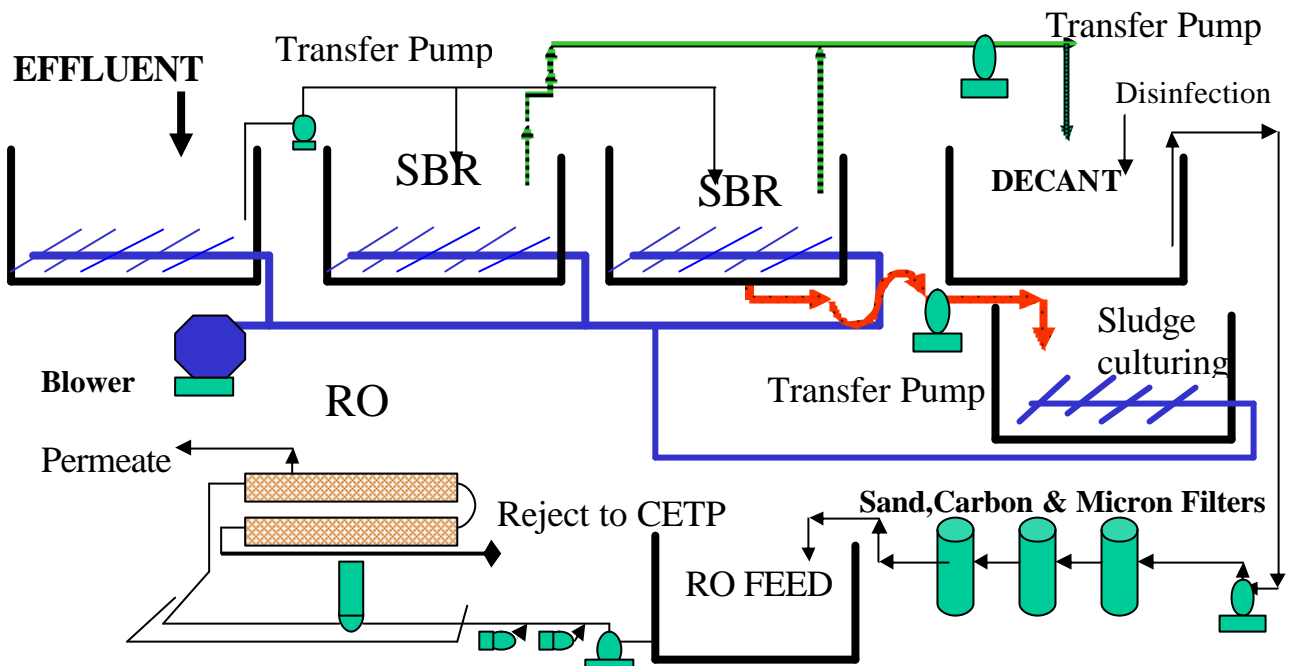 Transfer Pump
Transfer Pump
EFFLUENT
Disinfection
SBR
SBR
DECANT
Sludge
culturing
Blower
Transfer Pump
RO
Permeate
Reject to CETP
Sand,Carbon & Micron Filters
RO FEED